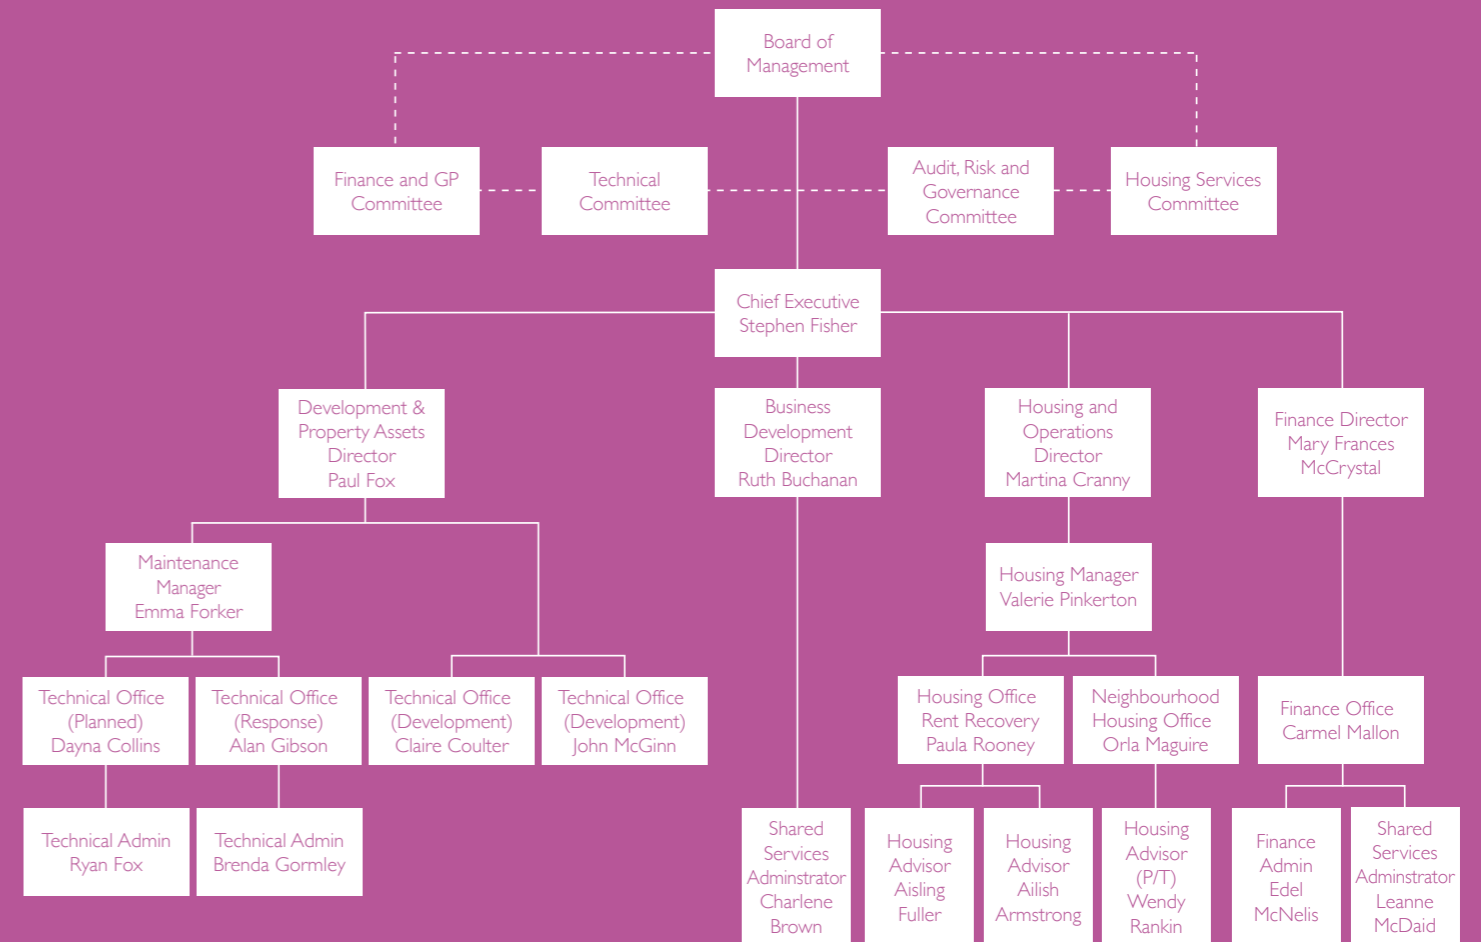 Board of
Management
Finance and GP
Committee
Technical
Committee
Audit, Risk and
Governance
Committee
Housing Services
Committee
Chief Executive
Stephen Fisher
Development &
Property Assets
Director
Paul Fox
Business
Development
Director
Ruth Buchanan
Housing and
Operations
Director
Martina Cranny
Finance Director
Mary Frances
McCrystal
Maintenance
Manager
Emma Forker
Housing Manager
Valerie Pinkerton
Technical Office
(Planned)
Dayna Collins
Technical Office
(Response)
Alan Gibson
Technical Office
(Development)
Claire Coulter
Technical Office
(Development)
John McGinn
Housing Office
Rent Recovery
Paula Rooney
Neighbourhood
Housing Office
Orla Maguire
Finance Office
Carmel Mallon
Technical Admin
Ryan Fox
Technical Admin
Brenda Gormley
Shared
Services
Adminstrator
Charlene
Brown
Housing
Advisor
Aisling
Fuller
Housing
Advisor
Ailish
Armstrong
Housing
Advisor
(P/T)
Wendy
Rankin
Finance
Admin
Edel
McNelis
Shared
Services
Adminstrator
Leanne
McDaid